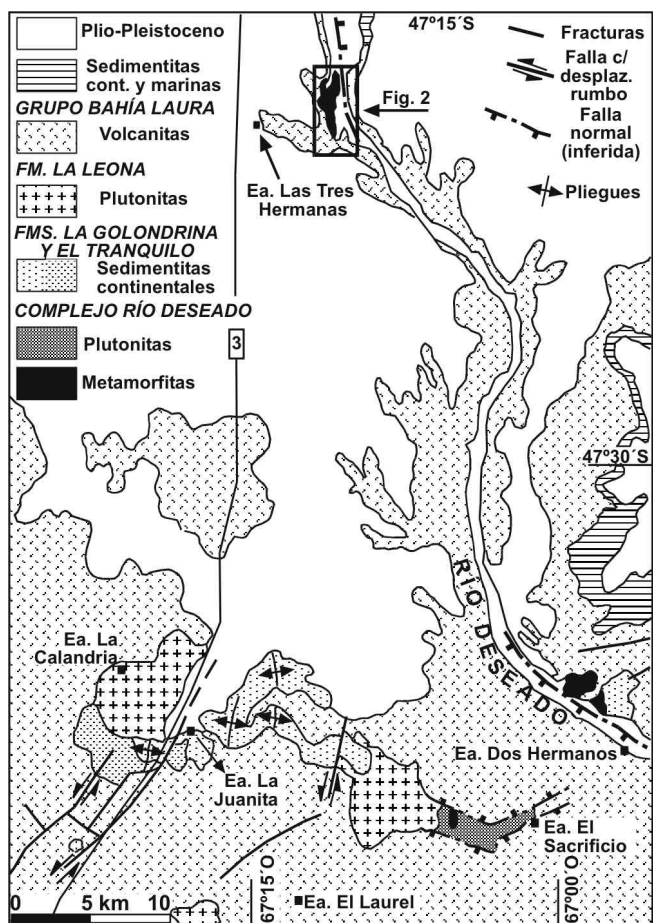 Plio-Pleistoceno
Sedimentitas
cont. y marinas
GRUPO BAHÍA LAURA
Volcanitas
FM. LA LEONA
Plutonitas
FMS. LA GOLONDRINA
Y EL TRANQUILO
Sedimentitas
continentales
COMPLEJO RÍO DESEADO
Plutonitas
Metamorfitas
47º15´S
Fracturas
Falla c/
desplaz.
rumbo
Falla
normal
(inferida)
Pliegues
Fig. 2
Ea. Las Tres
Hermanas
3
47º30´S
RÍO DESEADO
Ea. La
Calandria
Ea. La
Juanita
Ea. Dos Hermanos
Ea. El
Sacrificio
Ea. El Laurel
67º15´O
67º00´O
0 5 km 10